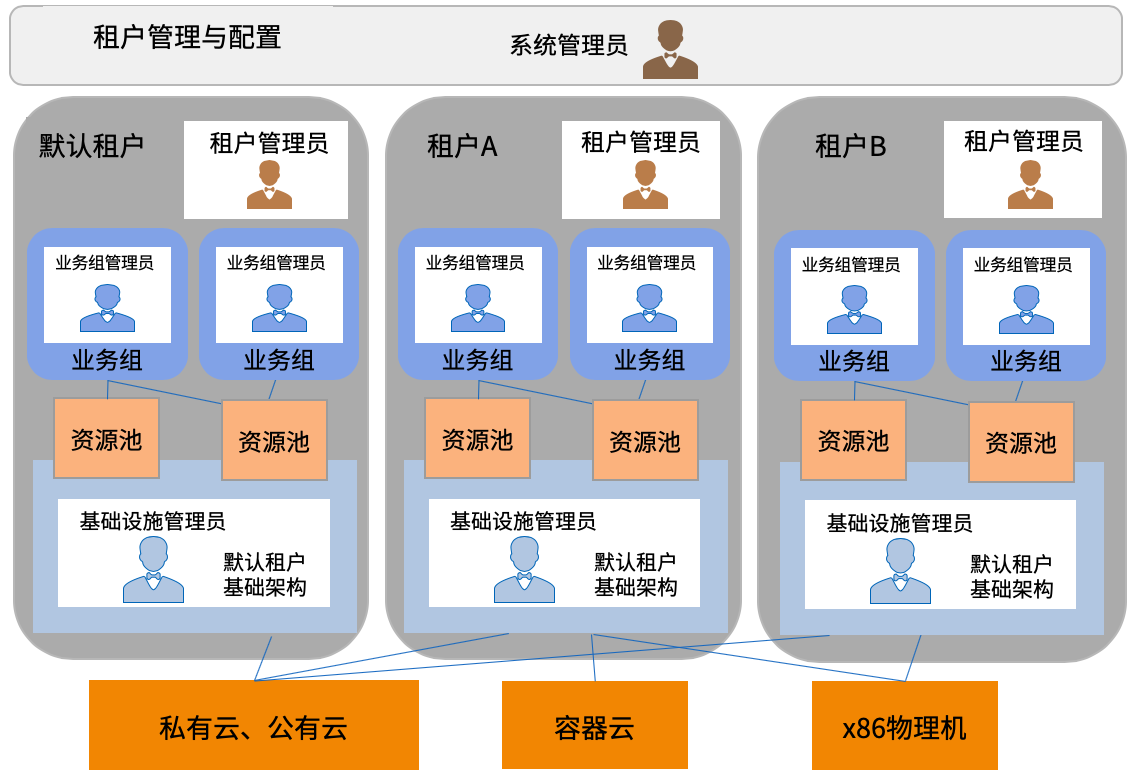 租户管理与配置
系统管理员
默认租户
租户管理员
业务组管理员
业务组
业务组管理员
业务组
资源池
资源池
基础设施管理员
默认租户
基础架构
租户A
租户管理员
业务组管理员
业务组
业务组管理员
业务组
资源池
资源池
基础设施管理员
默认租户
基础架构
租户B
租户管理员
业务组管理员
业务组
业务组管理员
业务组
资源池
资源池
基础设施管理员
默认租户
基础架构
私有云、公有云
容器云
x86物理机